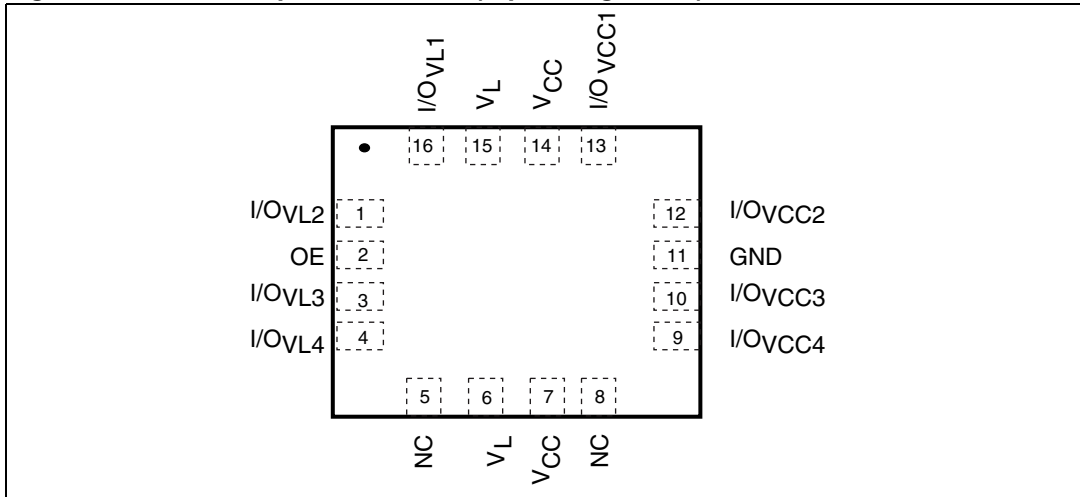 I/OVL1 VL VCC I/OVCC1
16 15 14 13
I/OVL2 1 12 I/OVCC2
OE 2 11 GND
I/OVL3 3 10 I/OVCC3
I/OVL4 4 9 I/OVCC4
5 6 7 8
NC VL VCC NC